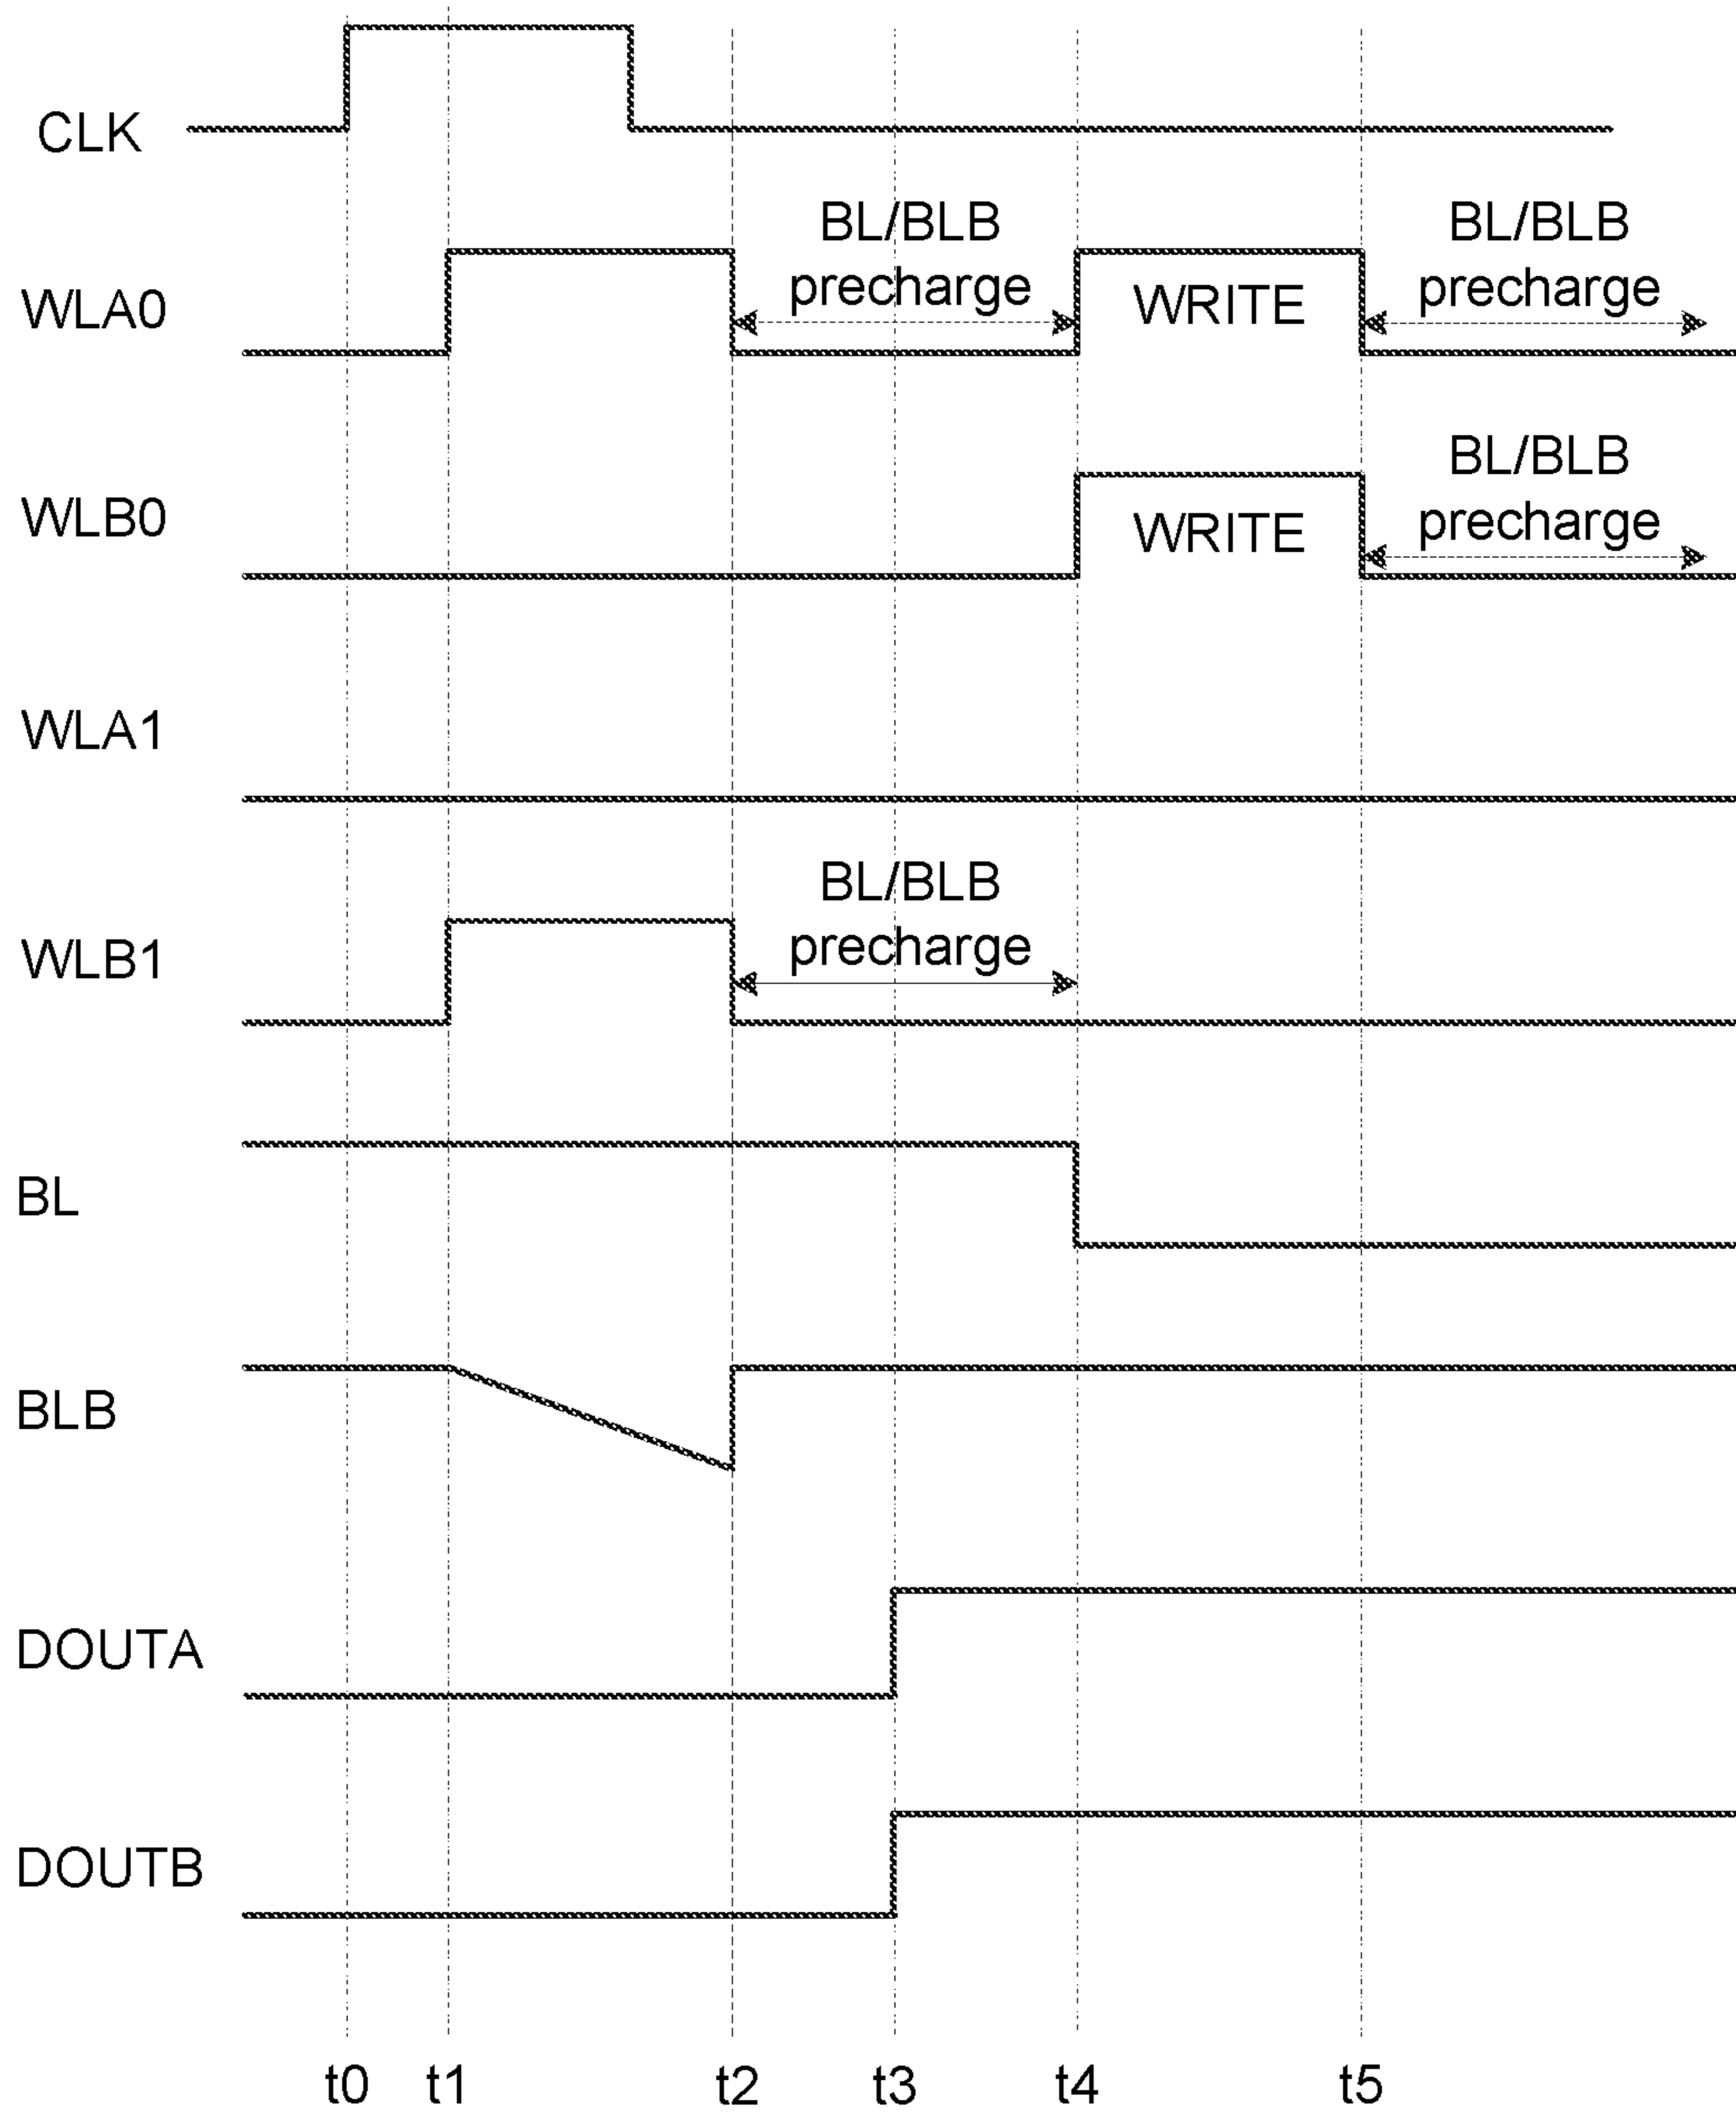 CLK
BL/BLB
precharge
BL/BLB
precharge
WLA0
WRITE
BL/BLB
precharge
WLB0
WRITE
WLA1
BL/BLB
precharge
WLB1
BL
BLB
DOUTA
DOUTB
t0 t1 t2 t3 t4 t5